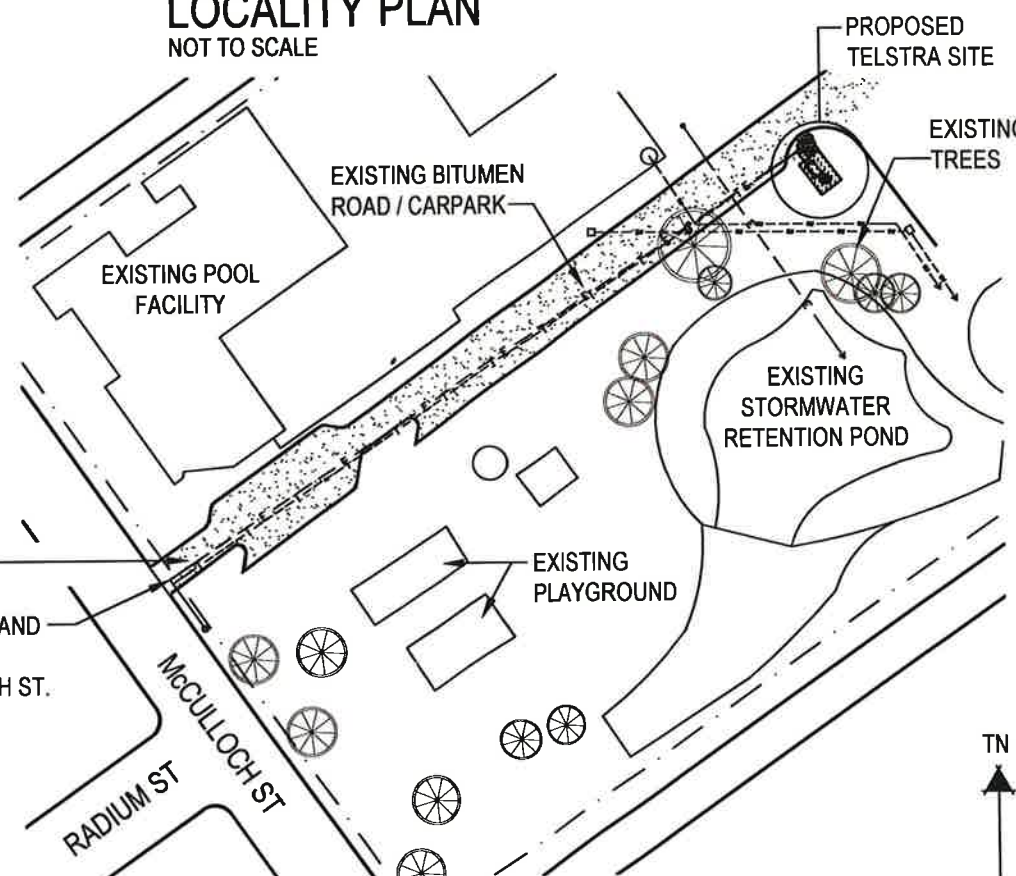 LOCALITY PLAN
NOT TO SCALE
PROPOSED
TELSTRA SITE
EXISTING
TREES
EXISTING BITUMEN
ROAD / CARPARK
EXISTING POOL
FACILITY
EXISTING
STORMWATER
RETENTION POND
EXISTING
PLAYGROUND
AND
H ST.
McCULLOCH ST
RADIUM ST
TN